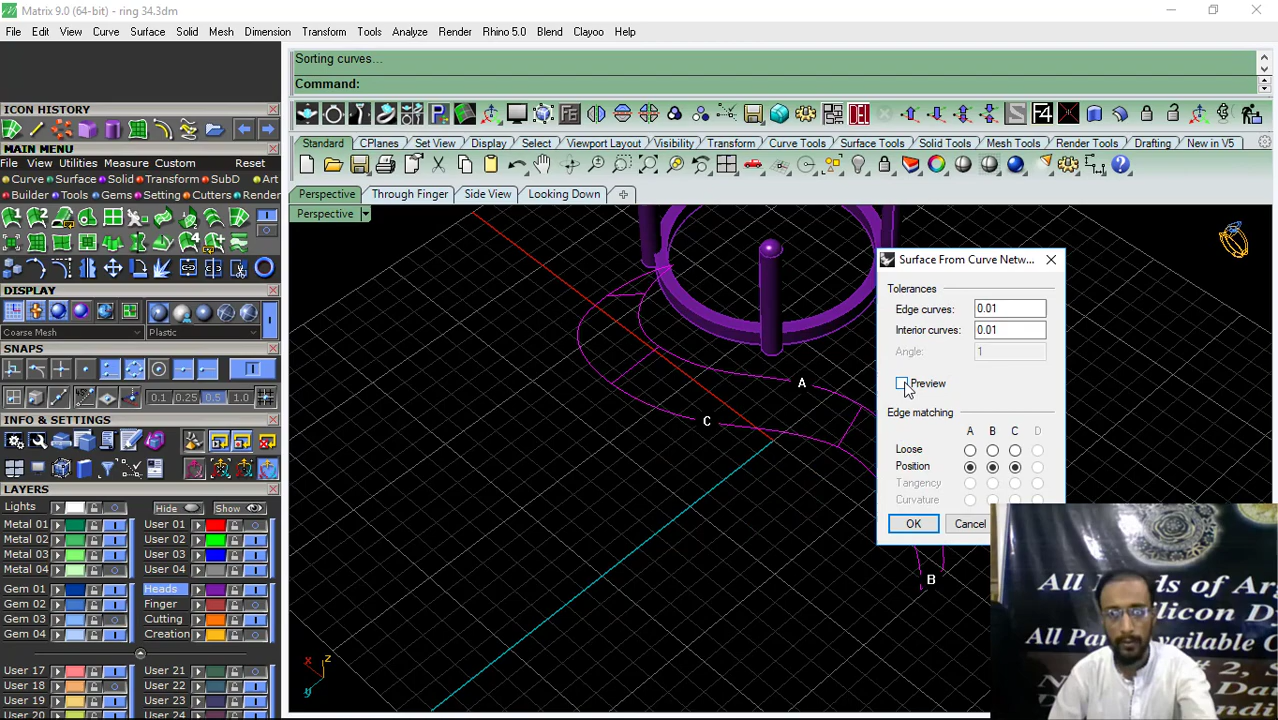 Matrix 9.0 (64-bit) - ring 34.3dm
File Edit View Curve Surface Solid Mesh Dimension Transform Tools Analyze Render Rhino 5.0 Blend Clayoo Help
Sorting curves...
Command:
ICON HISTORY
MAIN MENU
File View Utilities Measure Custom Reset
Curve Surface Solid Transform SubD Art
Builder Tools Gems Setting Cutters Render
DISPLAY
Coarse Mesh Plastic
SNAPS
0.1 0.25 0.5 1.0
INFO & SETTINGS
LAYERS
Lights Hide Show
Metal 01 User 01
Metal 02 User 02
Metal 03 User 03
Metal 04 User 04
Gem 01 Heads
Gem 02 Finger
Gem 03 Cutting
Gem 04 Creation
User 17 User 21
User 18 User 22
User 19 User 23
User 20
F4
DEL
Standard CPlanes Set View Display Select Viewport Layout Visibility Transform Curve Tools Surface Tools Solid Tools Mesh Tools Render Tools Drafting New in V5
Perspective Through Finger Side View Looking Down
Perspective
A
C
B
x z
y
Surface From Curve Netw...
Tolerances
Edge curves: 0.01
Interior curves: 0.01
Angle: 1
Preview
Edge matching
A B C D
Loose
Position
Tangency
Curvature
OK Cancel
All
of Ar
ilicon D
All Par
vailable
# 2, S